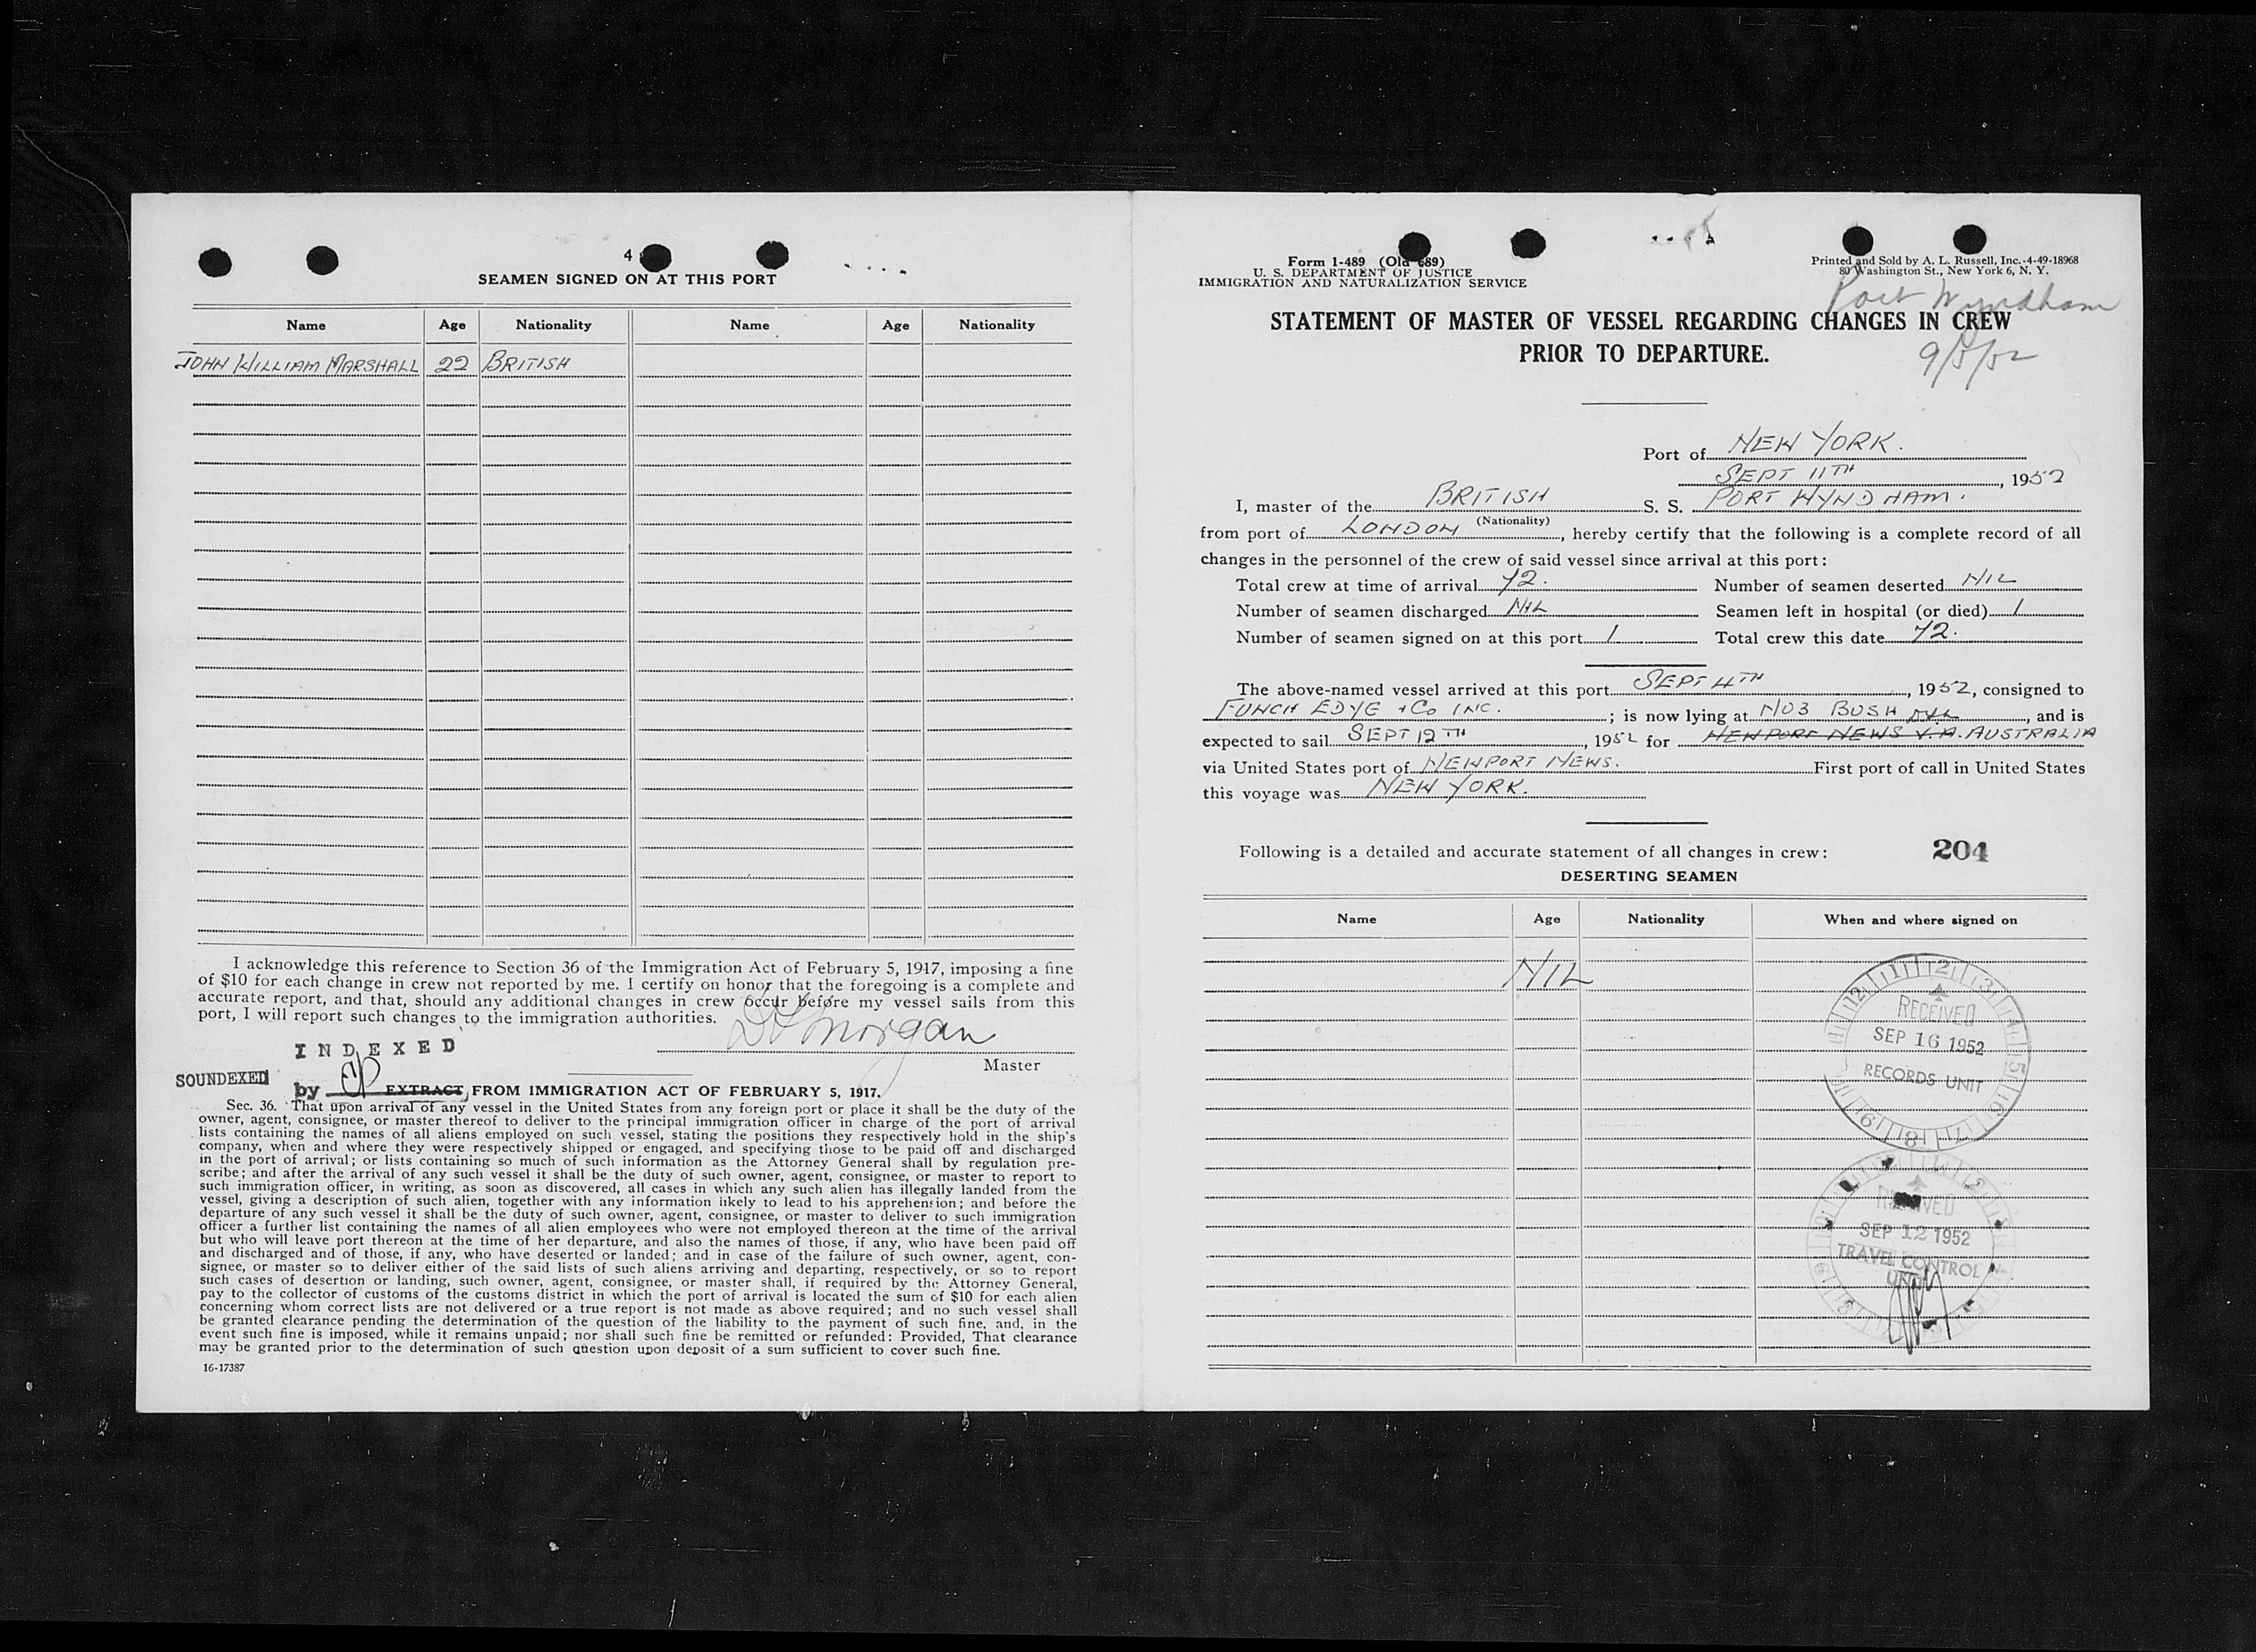 4
SEAMEN SIGNED ON AT THIS PORT
Name Age Nationality Name Age Nationality
JOHN WILLIAM MARSHALL 22 BRITISH
I acknowledge this reference to Section 36 of the Immigration Act of February 5, 1917, imposing a fine
of $10 for each change in crew not reported by me. I certify on honor that the foregoing is a complete and
accurate report, and that, should any additional changes in crew occur before my vessel sails from this
port, I will report such changes to the immigration authorities.
Morgan
Master
INDEXED
SOUNDEXED
by EXTRACT FROM IMMIGRATION ACT OF FEBRUARY 5, 1917.
Sec. 36. That upon arrival of any vessel in the United States from any foreign port or place it shall be the duty of the
owner, agent, consignee, or master thereof to deliver to the principal immigration officer in charge of the port of arrival
lists containing the names of all aliens employed on such vessel, stating the positions they respectively hold in the ship's
company, when and where they were respectively shipped or engaged, and specifying those to be paid off and discharged
in the port of arrival; or lists containing so much of such information as the Attorney General shall by regulation pre-
scribe; and after the arrival of any such vessel it shall be the duty of such owner, agent, consignee, or master to report to
such immigration officer, in writing, as soon as discovered, all cases in which any such alien has illegally landed from the
vessel, giving a description of such alien, together with any information likely to lead to his apprehension; and before the
departure of any such vessel it shall be the duty of such owner, agent, consignee, or master to deliver to such immigration
officer a further list containing the names of all alien employees who were not employed thereon at the time of the arrival
but who will leave port thereon at the time of her departure, and also the names of those, if any, who have been paid off
and discharged and of those, if any, who have deserted or landed; and in case of the failure of such owner, agent, con-
signee, or master so to deliver either of the said lists of such aliens arriving and departing, respectively, or so to report
such cases of desertion or landing, such owner, agent, consignee, or master shall, if required by the Attorney General,
pay to the collector of customs of the customs district in which the port of arrival is located the sum of $10 for each alien
concerning whom correct lists are not delivered or a true report is not made as above required; and no such vessel shall
be granted clearance pending the determination of the question of the liability to the payment of such fine, and, in the
event such fine is imposed, while it remains unpaid; nor shall such fine be remitted or refunded: Provided, That clearance
may be granted prior to the determination of such question upon deposit of a sum sufficient to cover such fine.
16-17387
Form I-489 (Old 689)
U. S. DEPARTMENT OF JUSTICE
IMMIGRATION AND NATURALIZATION SERVICE
Printed and Sold by A. L. Russell, Inc.-4-49-18968
80 Washington St., New York 6, N. Y.
Port Wyndham
STATEMENT OF MASTER OF VESSEL REGARDING CHANGES IN CREW
PRIOR TO DEPARTURE.
Port of NEW YORK.
SEPT 11TH, 1952
I, master of the BRITISH S. S. PORT WYNDHAM.
(Nationality)
from port of LONDON, hereby certify that the following is a complete record of all
changes in the personnel of the crew of said vessel since arrival at this port:
Total crew at time of arrival 72. Number of seamen deserted NIL
Number of seamen discharged NIL Seamen left in hospital (or died) 1
Number of seamen signed on at this port 1 Total crew this date 72.
The above-named vessel arrived at this port SEPT 4TH, 1952, consigned to
FUNCH EDYE & Co INC.; is now lying at NO3 BUSH, and is
expected to sail SEPT 12TH, 1952 for NEWPORT NEWS V.A. AUSTRALIA
via United States port of NEWPORT NEWS. First port of call in United States
this voyage was NEW YORK.
Following is a detailed and accurate statement of all changes in crew: 204
DESERTING SEAMEN
Name Age Nationality When and where signed on
NIL
RECEIVED
SEP 16 1952
RECORDS UNIT
RECEIVED
SEP 12 1952
TRAVEL CONTROL
UNIT